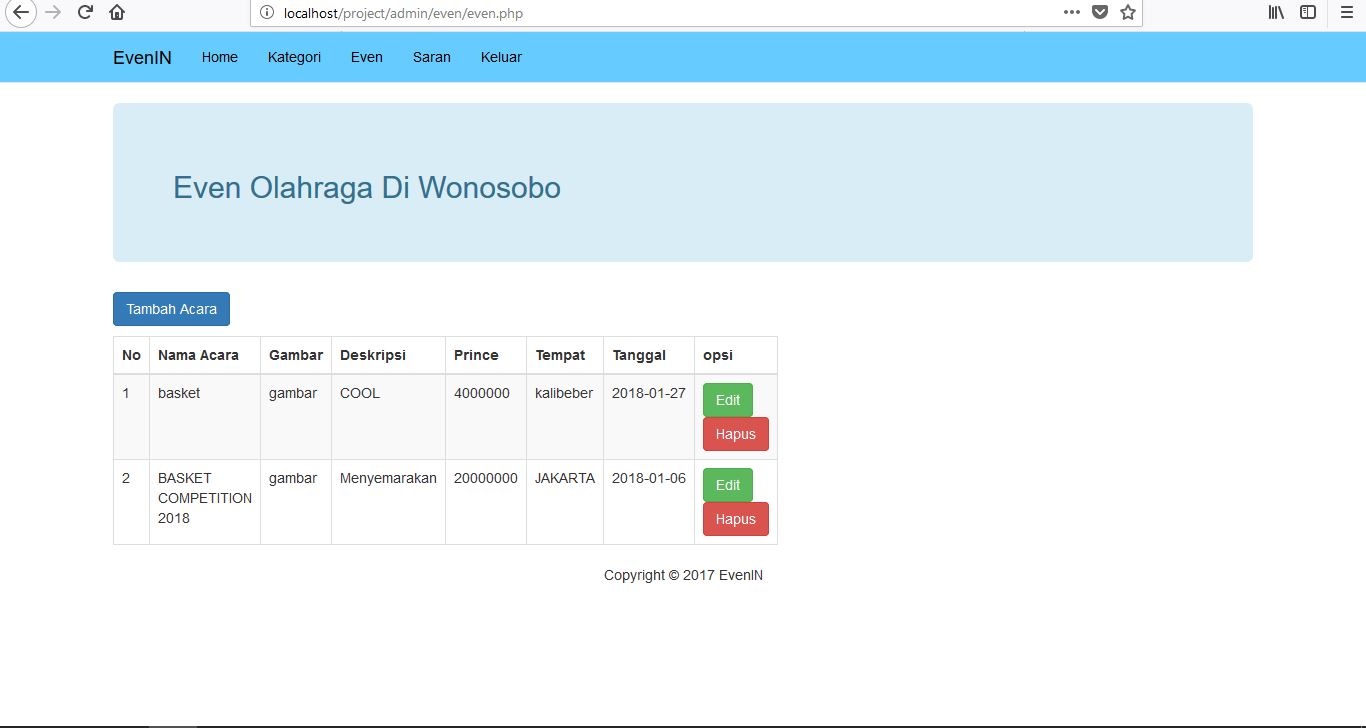 localhost/project/admin/even/even.php
EvenIN Home Kategori Even Saran Keluar
Even Olahraga Di Wonosobo
Tambah Acara
No Nama Acara Gambar Deskripsi Prince Tempat Tanggal opsi
1 basket gambar COOL 4000000 kalibeber 2018-01-27 Edit
Hapus
2 BASKET gambar Menyemarakan 20000000 JAKARTA 2018-01-06 Edit
COMPETITION
2018 Hapus
Copyright © 2017 EvenIN